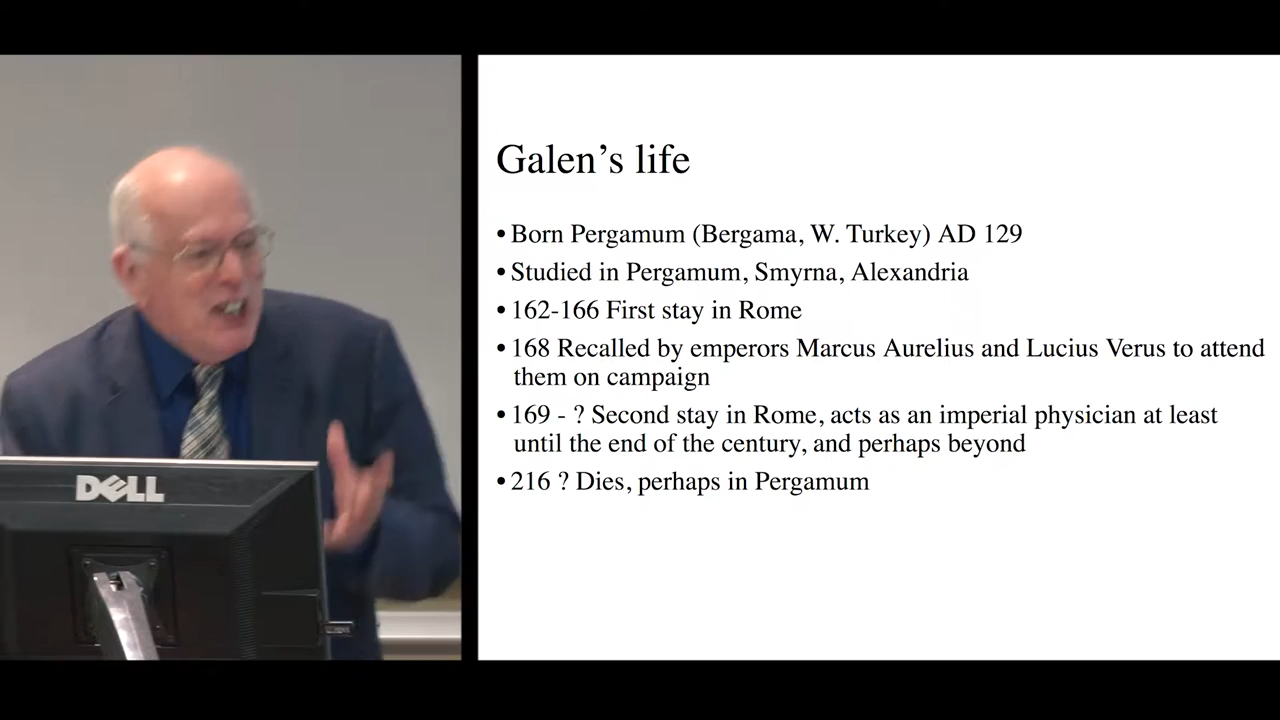 Galen’s life
• Born Pergamum (Bergama, W. Turkey) AD 129
• Studied in Pergamum, Smyrna, Alexandria
• 162-166 First stay in Rome
• 168 Recalled by emperors Marcus Aurelius and Lucius Verus to attend
them on campaign
• 169 - ? Second stay in Rome, acts as an imperial physician at least
until the end of the century, and perhaps beyond
• 216 ? Dies, perhaps in Pergamum
DELL